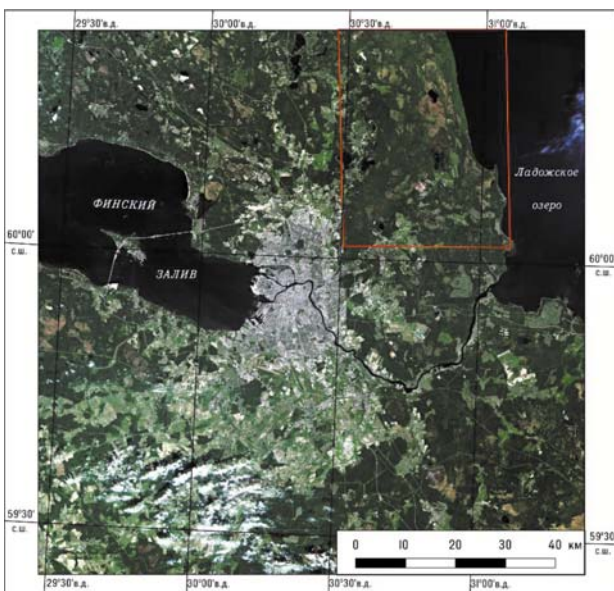 29°30' в.д. 30°00' в.д. 30°30' в.д. 31°00' в.д.
Ладожское
озеро
ФИНСКИЙ
60°00'
с.ш.
60°00'
с.ш.
ЗАЛИВ
59°30'
с.ш.
59°30'
с.ш.
0 10 20 30 40 км
29°30' в.д. 30°00' в.д. 30°30' в.д. 31°00' в.д.